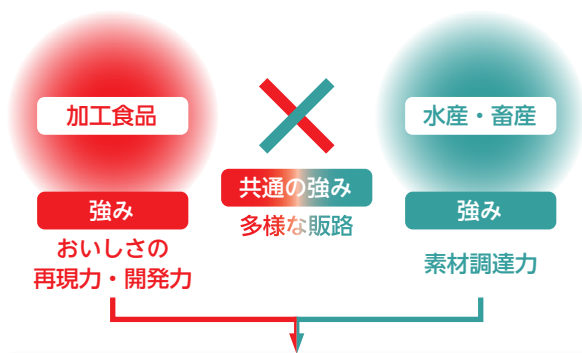 加工食品
水産・畜産
共通の強み
多様な販路
強み
おいしさの
再現力・開発力
強み
素材調達力